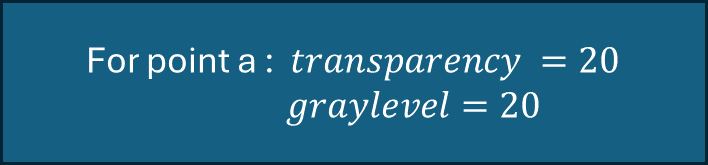 For point a : transparency = 20
graylevel = 20